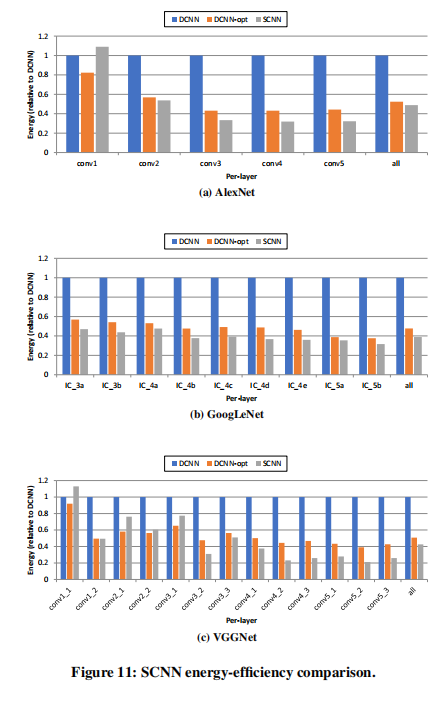 DCNN DCNN-opt SCNN
1.2
1
0.8
0.6
0.4
0.2
0
Energy (relative to DCNN)
conv1 conv2 conv3 conv4 conv5 all
Per-layer
(a) AlexNet
DCNN DCNN-opt SCNN
1.2
1
0.8
0.6
0.4
0.2
0
Energy (relative to DCNN)
IC_3a IC_3b IC_4a IC_4b IC_4c IC_4d IC_4e IC_5a IC_5b all
Per-layer
(b) GoogLeNet
DCNN DCNN-opt SCNN
1.2
1
0.8
0.6
0.4
0.2
0
Energy (relative to DCNN)
conv1_1 conv1_2 conv2_1 conv2_2 conv3_1 conv3_2 conv3_3 conv4_1 conv4_2 conv4_3 conv5_1 conv5_2 conv5_3 all
Per-layer
(c) VGGNet
Figure 11: SCNN energy-efficiency comparison.